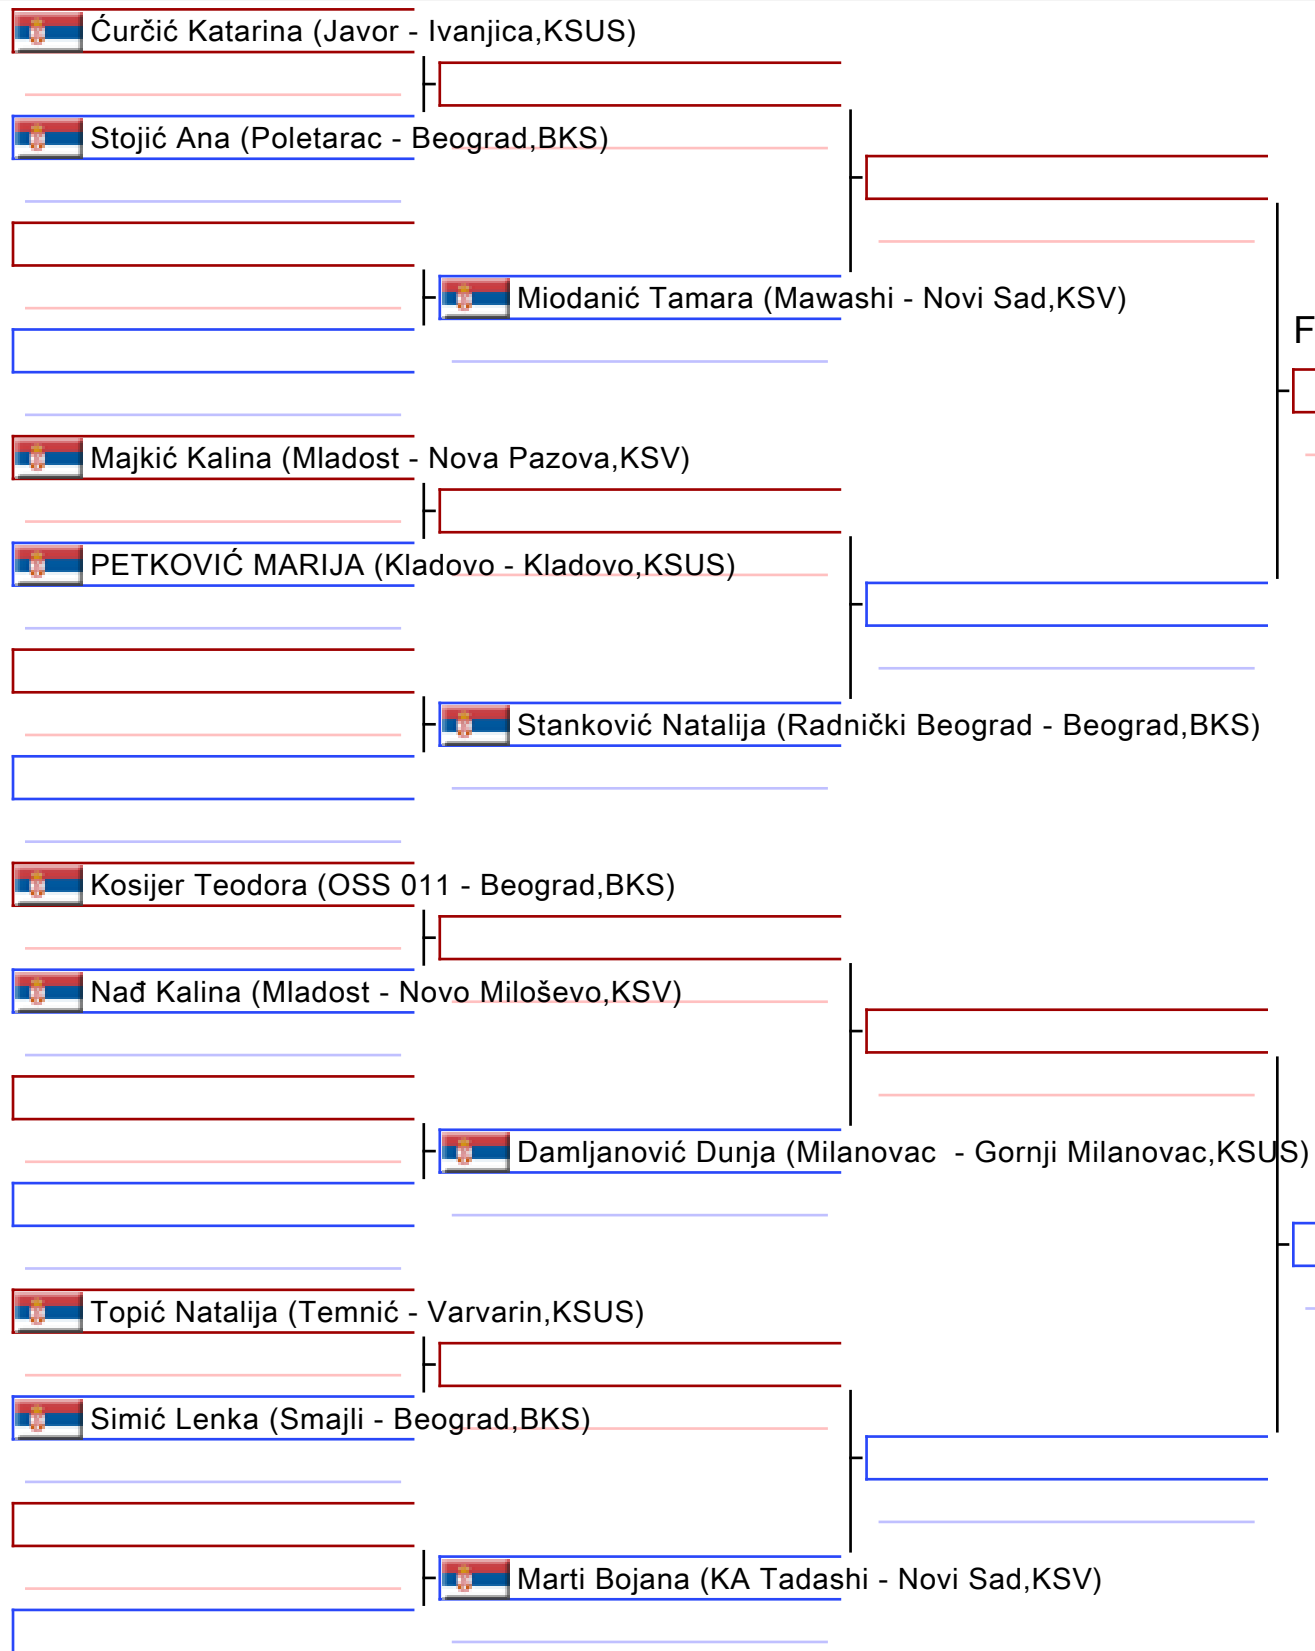 Ćurčić Katarina (Javor - Ivanjica,KSUS)
Stojić Ana (Poletarac - Beograd,BKS)
Miodanić Tamara (Mawashi - Novi Sad,KSV)
F
Majkić Kalina (Mladost - Nova Pazova,KSV)
PETKOVIĆ MARIJA (Kladovo - Kladovo,KSUS)
Stanković Natalija (Radnički Beograd - Beograd,BKS)
Kosijer Teodora (OSS 011 - Beograd,BKS)
Nađ Kalina (Mladost - Novo Miloševo,KSV)
Damljanović Dunja (Milanovac  - Gornji Milanovac,KSUS)
Topić Natalija (Temnić - Varvarin,KSUS)
Simić Lenka (Smajli - Beograd,BKS)
Marti Bojana (KA Tadashi - Novi Sad,KSV)